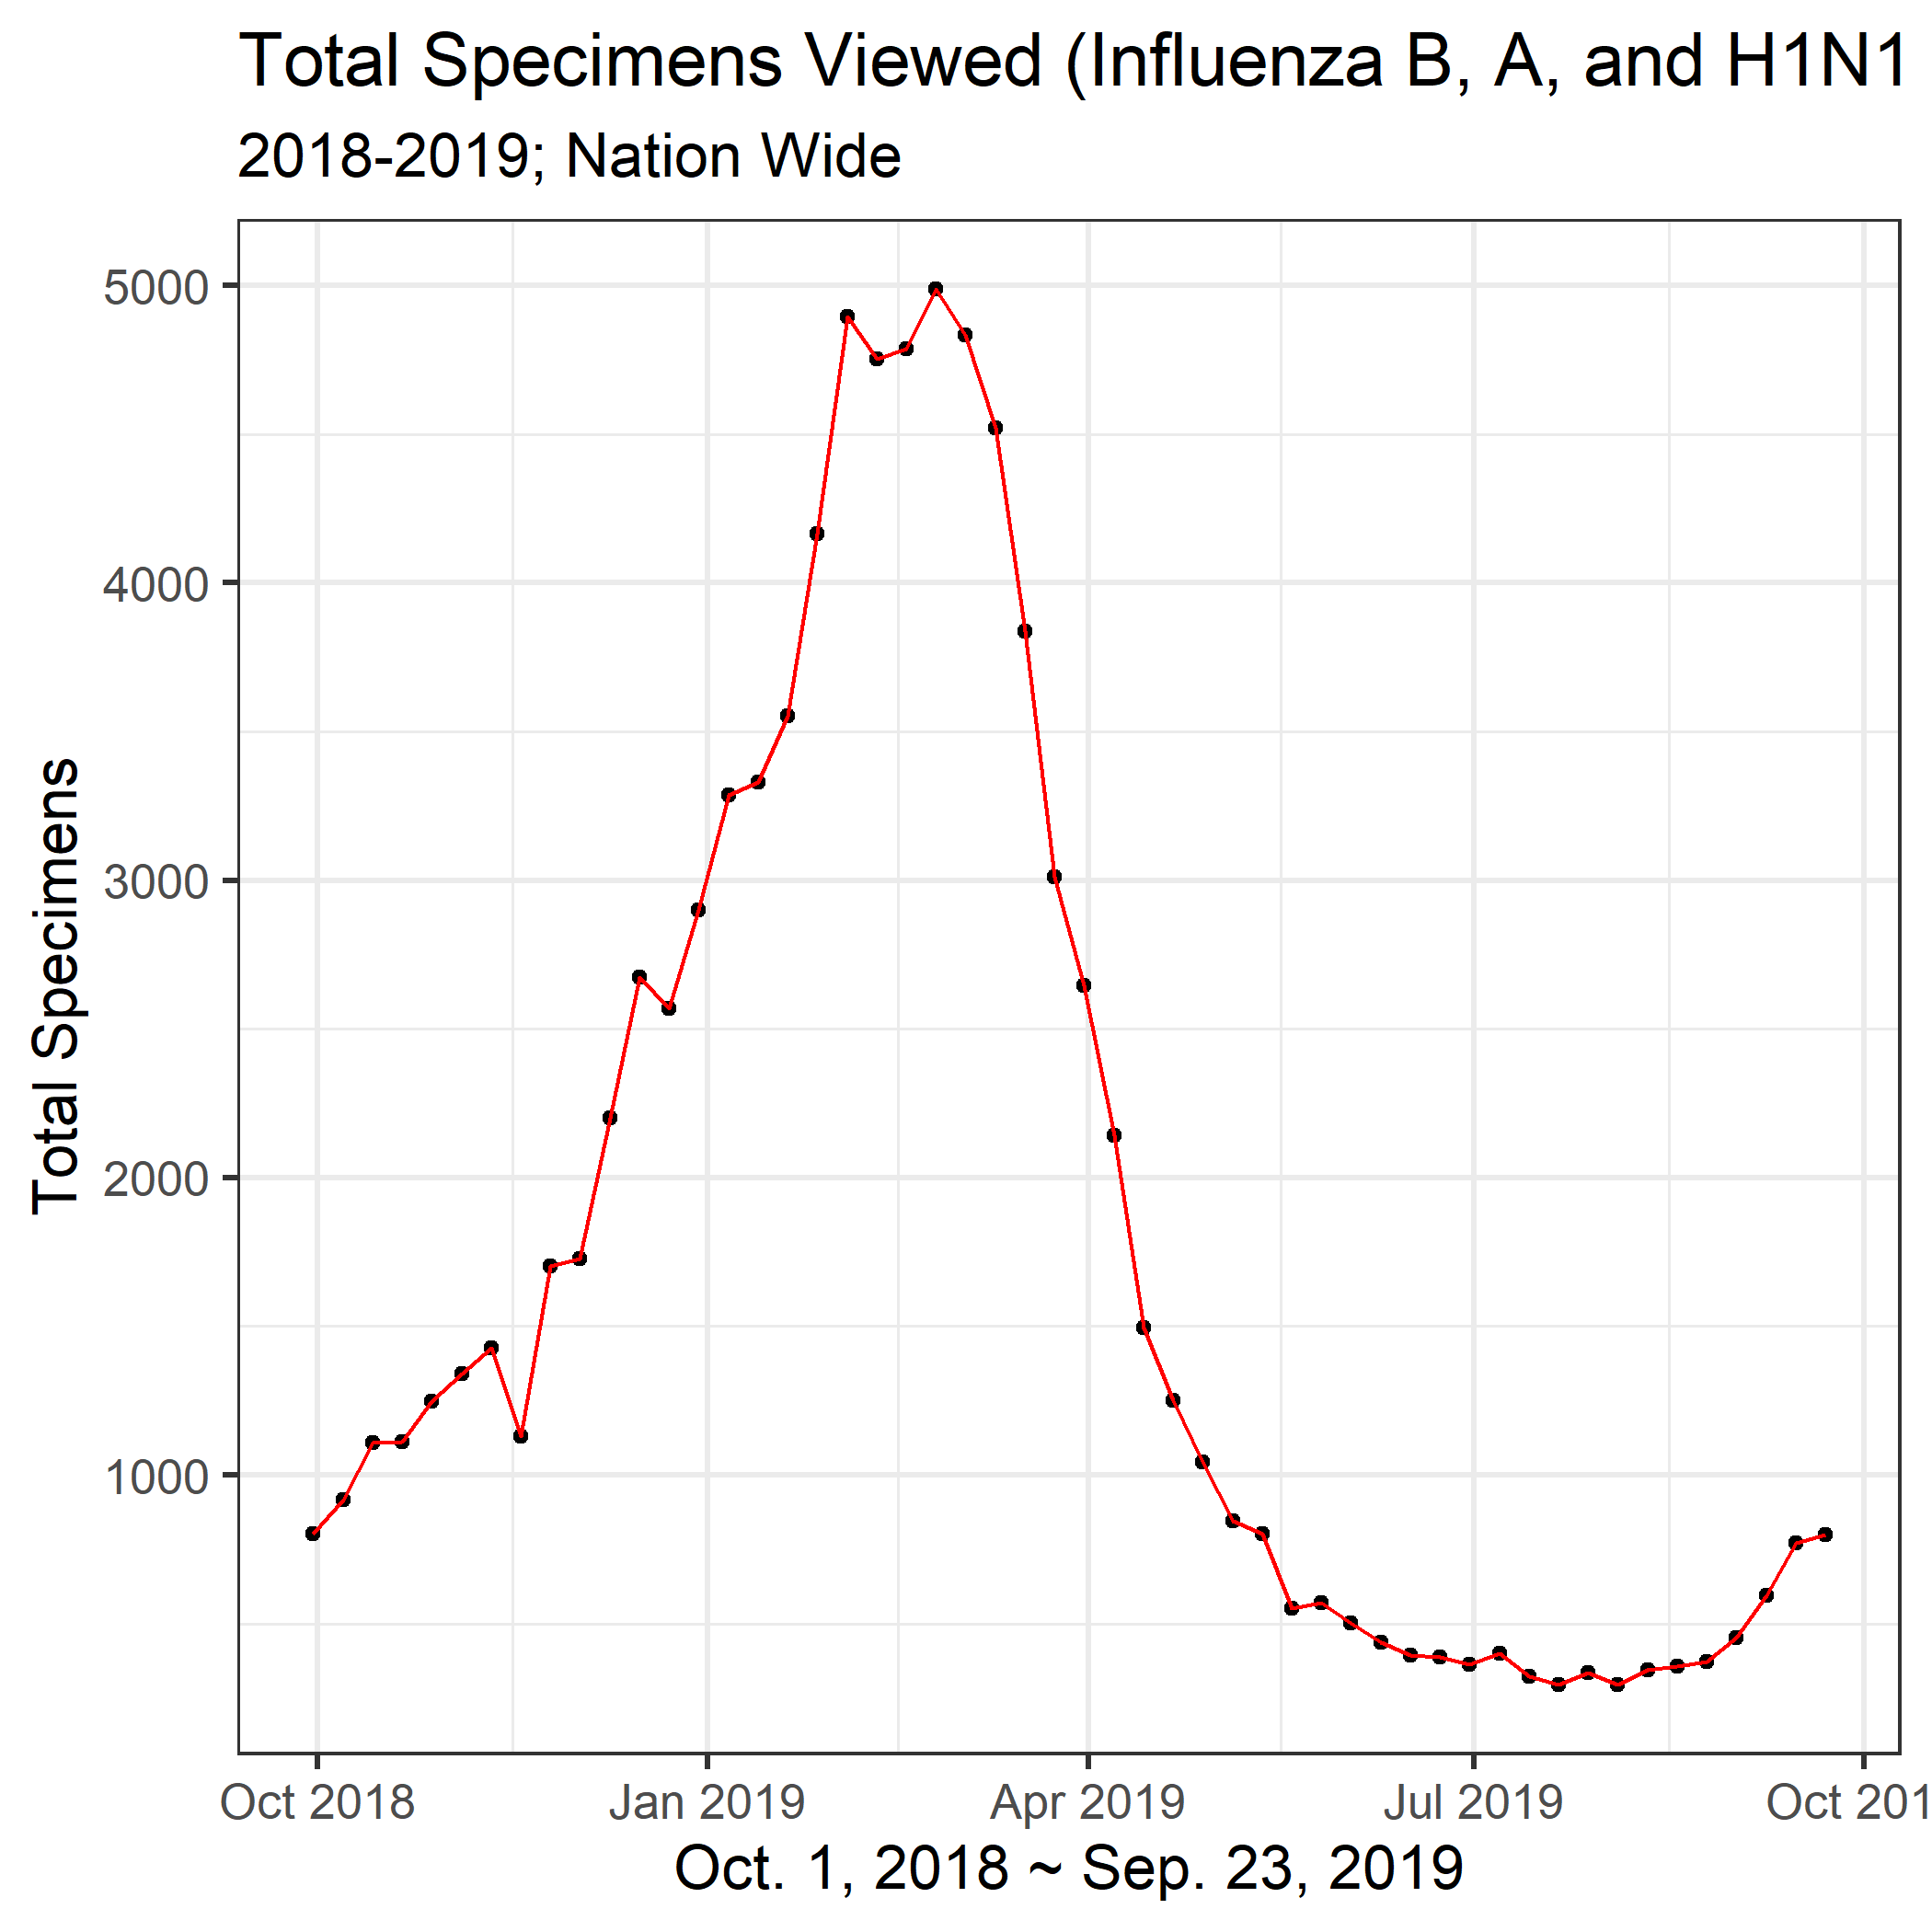 Total Specimens Viewed (Influenza B, A, and H1N1
2018-2019; Nation Wide
Total Specimens
5000
4000
3000
2000
1000
Oct 2018 Jan 2019 Apr 2019 Jul 2019 Oct 201
Oct. 1, 2018 ~ Sep. 23, 2019